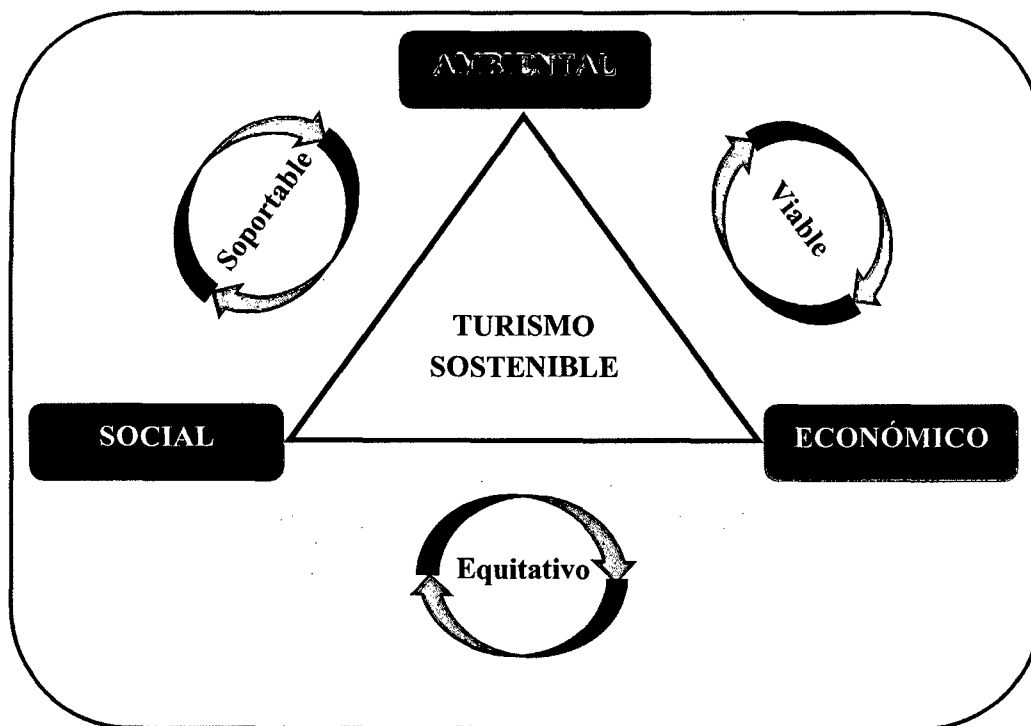 AMBIENTAL
Soportable
Viable
TURISMO
SOSTENIBLE
SOCIAL
ECONÓMICO
Equitativo